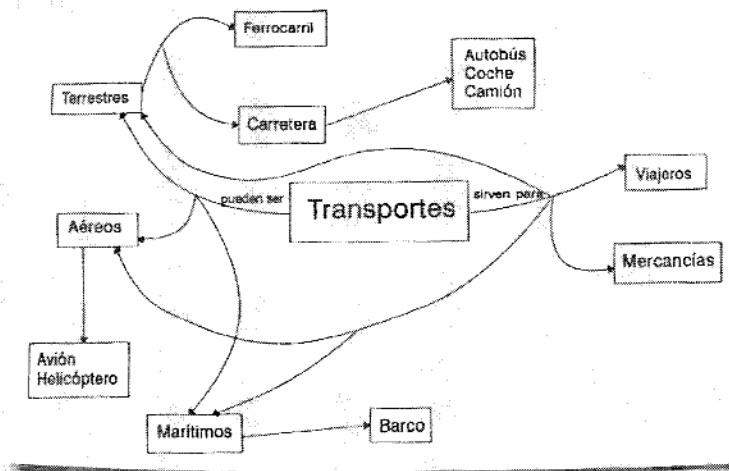 Ferrocarril
Autobús
Coche
Camión
Terrestres
Carretera
Viajeros
pueden ser
Transportes
sirven para
Aéreos
Mercancías
Avión
Helicóptero
Marítimos
Barco